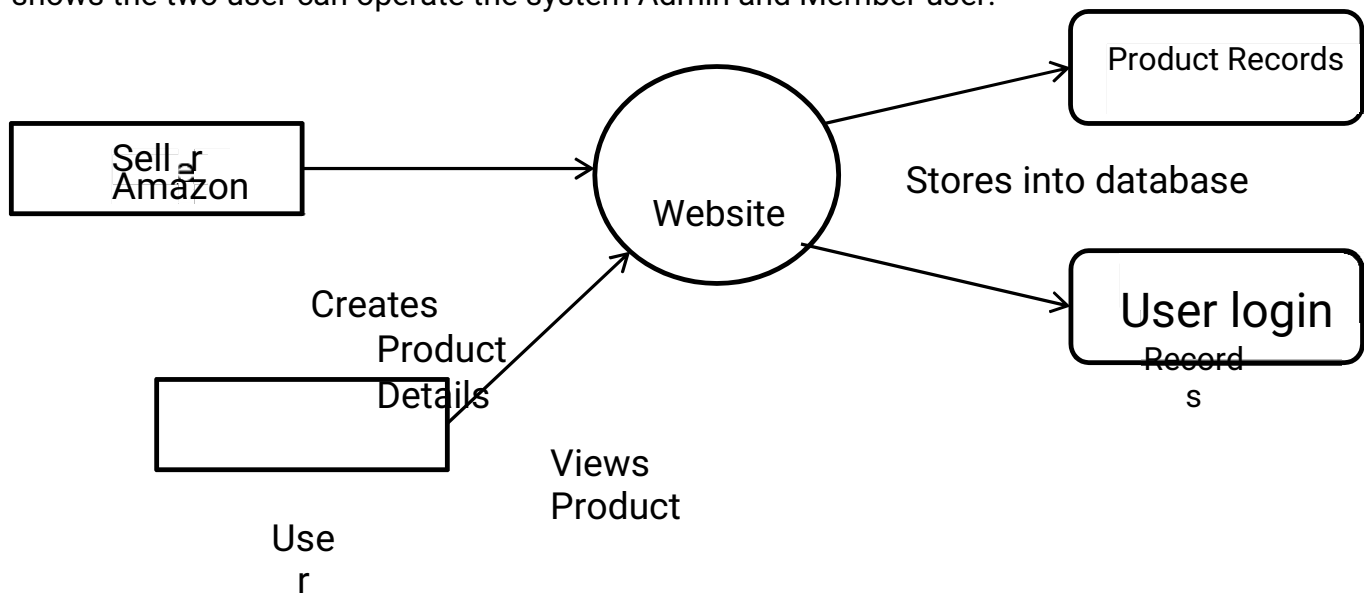 shows the two user can operate the system Admin and Member user.
Product Records
Sell e r
Amazon
Stores into database
Website
Creates
Product
Details
User login
Record
s
Views
Product
Use
r